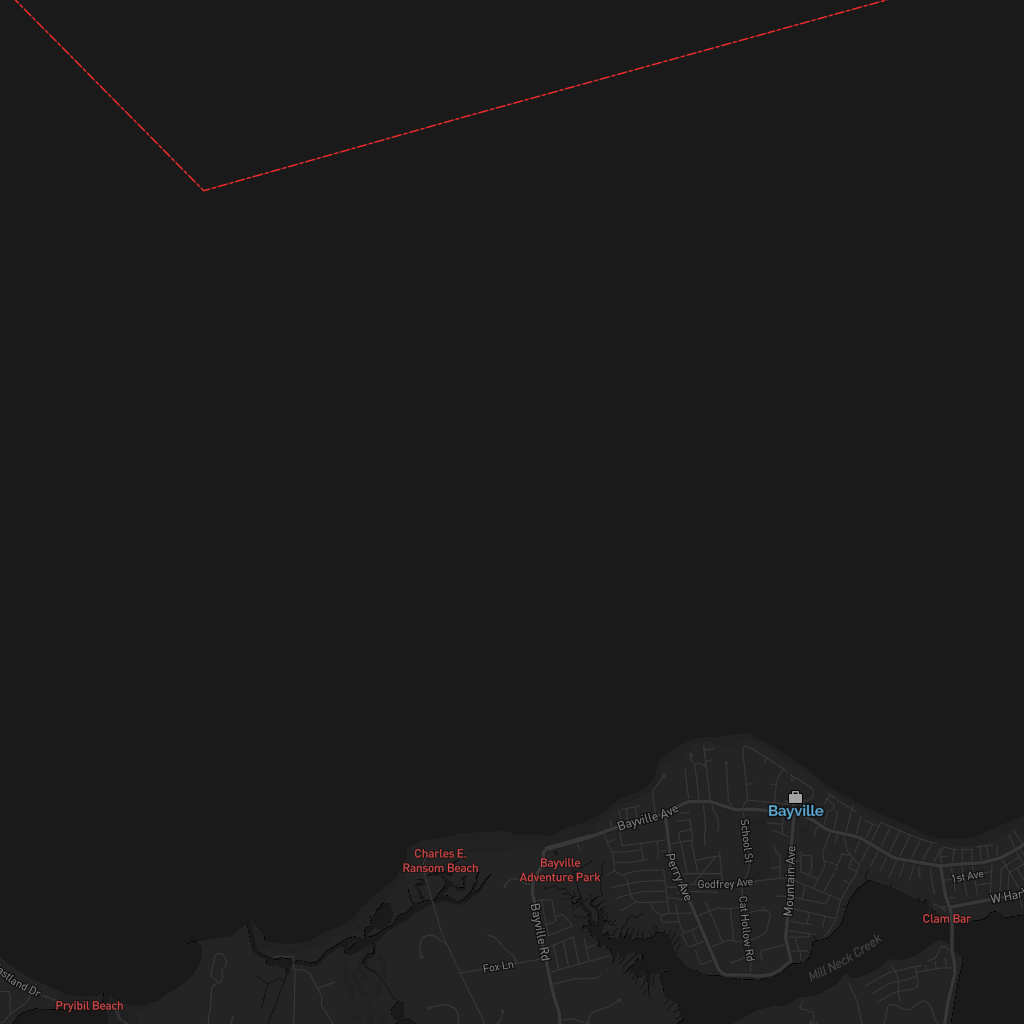 Bayville
Bayville Ave
School St
Charles E.
Ransom Beach
Bayville
Adventure Park
Perry Ave
Godfrey Ave
Mountain Ave
1st Ave
Cat Hollow Rd
Clam Bar
Bayville Rd
Mill Neck Creek
Fox Ln
Pryibil Beach